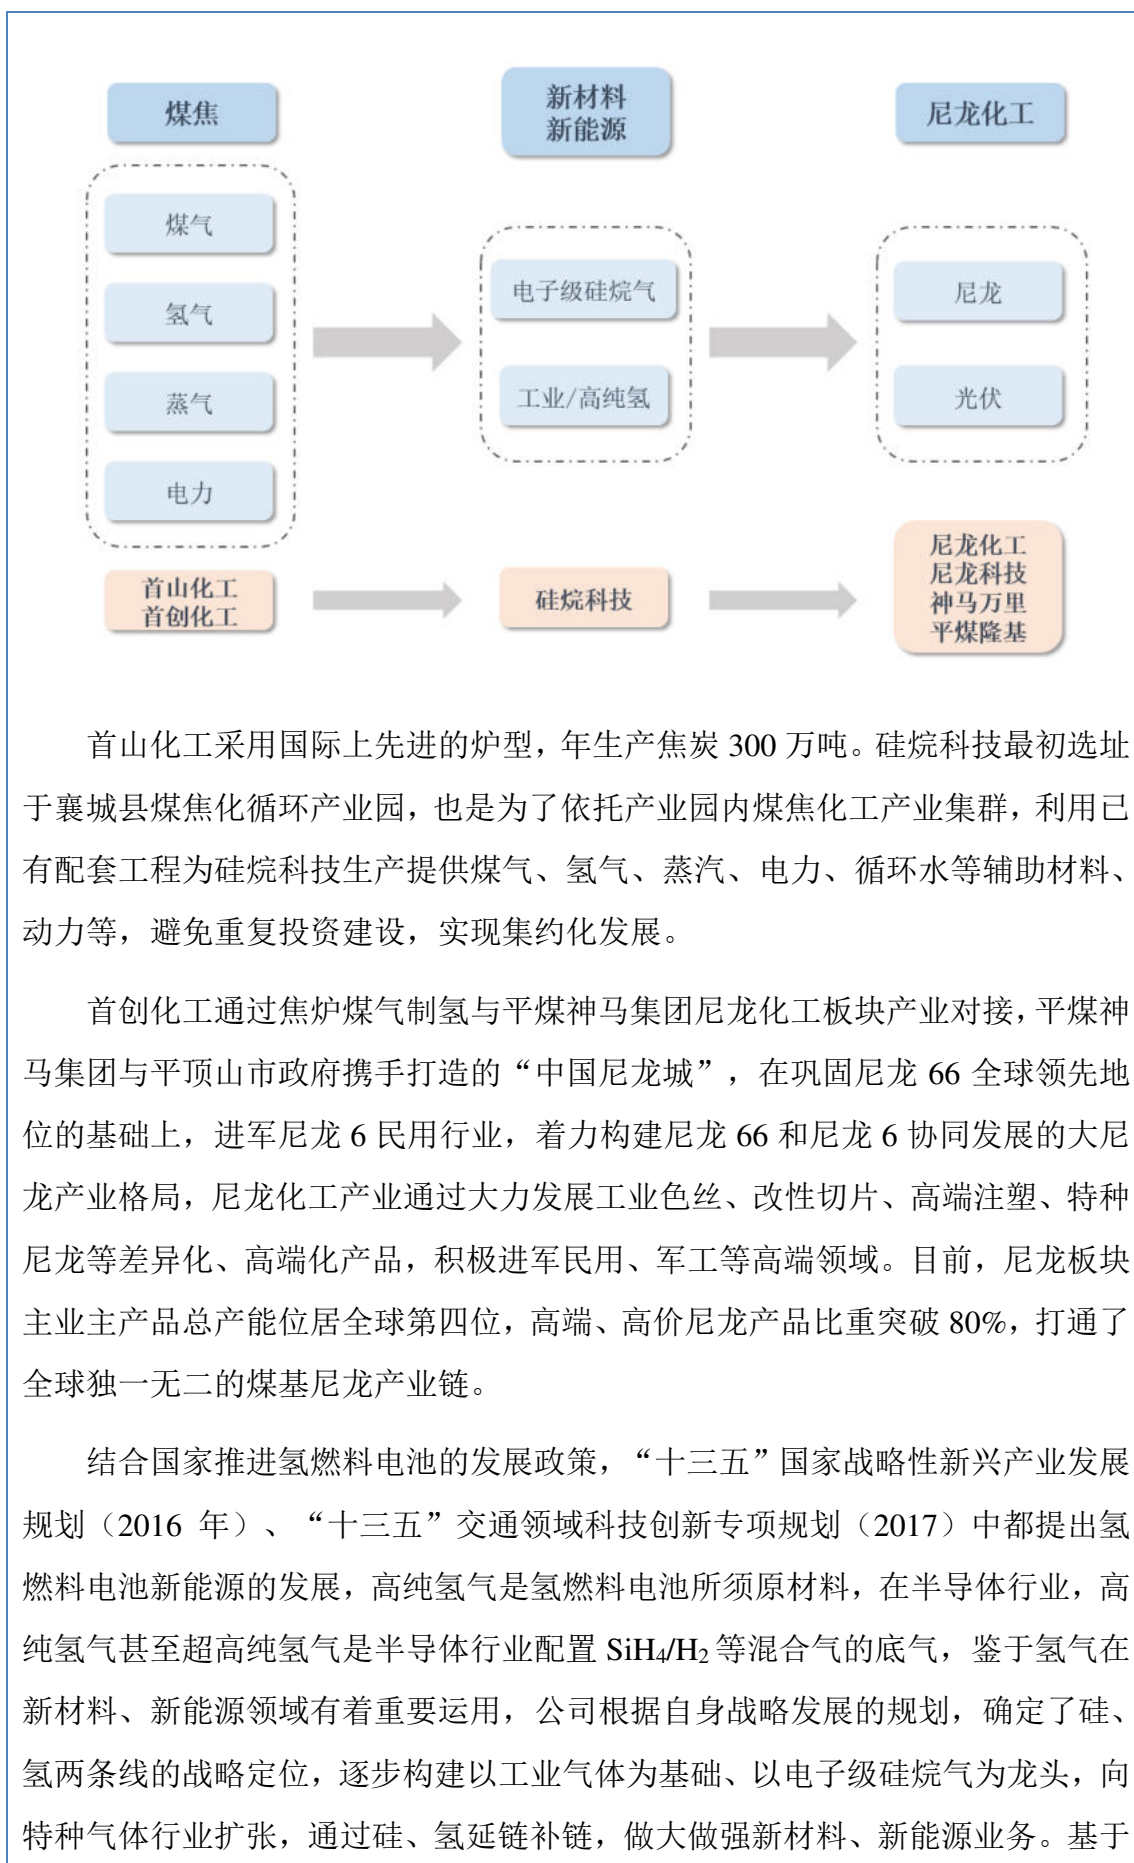 煤焦
新材料
新能源
尼龙化工
煤气
氢气
蒸气
电力
电子级硅烷气
工业/高纯氢
尼龙
光伏
首山化工
首创化工
硅烷科技
尼龙化工
尼龙科技
神马万里
平煤隆基
首山化工采用国际上先进的炉型，年生产焦炭 300 万吨。硅烷科技最初选址
于襄城县煤焦化循环产业园，也是为了依托产业园内煤焦化工产业集群，利用已
有配套工程为硅烷科技生产提供煤气、氢气、蒸汽、电力、循环水等辅助材料、
动力等，避免重复投资建设，实现集约化发展。
首创化工通过焦炉煤气制氢与平煤神马集团尼龙化工板块产业对接，平煤神
马集团与平顶山市政府携手打造的“中国尼龙城”，在巩固尼龙 66 全球领先地
位的基础上，进军尼龙 6 民用行业，着力构建尼龙 66 和尼龙 6 协同发展的大尼
龙产业格局，尼龙化工产业通过大力发展工业色丝、改性切片、高端注塑、特种
尼龙等差异化、高端化产品，积极进军民用、军工等高端领域。目前，尼龙板块
主业主产品总产能位居全球第四位，高端、高价尼龙产品比重突破 80%，打通了
全球独一无二的煤基尼龙产业链。
结合国家推进氢燃料电池的发展政策，“十三五”国家战略性新兴产业发展
规划（2016 年）、“十三五”交通领域科技创新专项规划（2017）中都提出氢
燃料电池新能源的发展，高纯氢气是氢燃料电池所须原材料，在半导体行业，高
纯氢气甚至超高纯氢气是半导体行业配置 SiH₄/H₂ 等混合气的底气，鉴于氢气在
新材料、新能源领域有着重要运用，公司根据自身战略发展的规划，确定了硅、
氢两条线的战略定位，逐步构建以工业气体为基础、以电子级硅烷气为龙头，向
特种气体行业扩张，通过硅、氢延链补链，做大做强新材料、新能源业务。基于